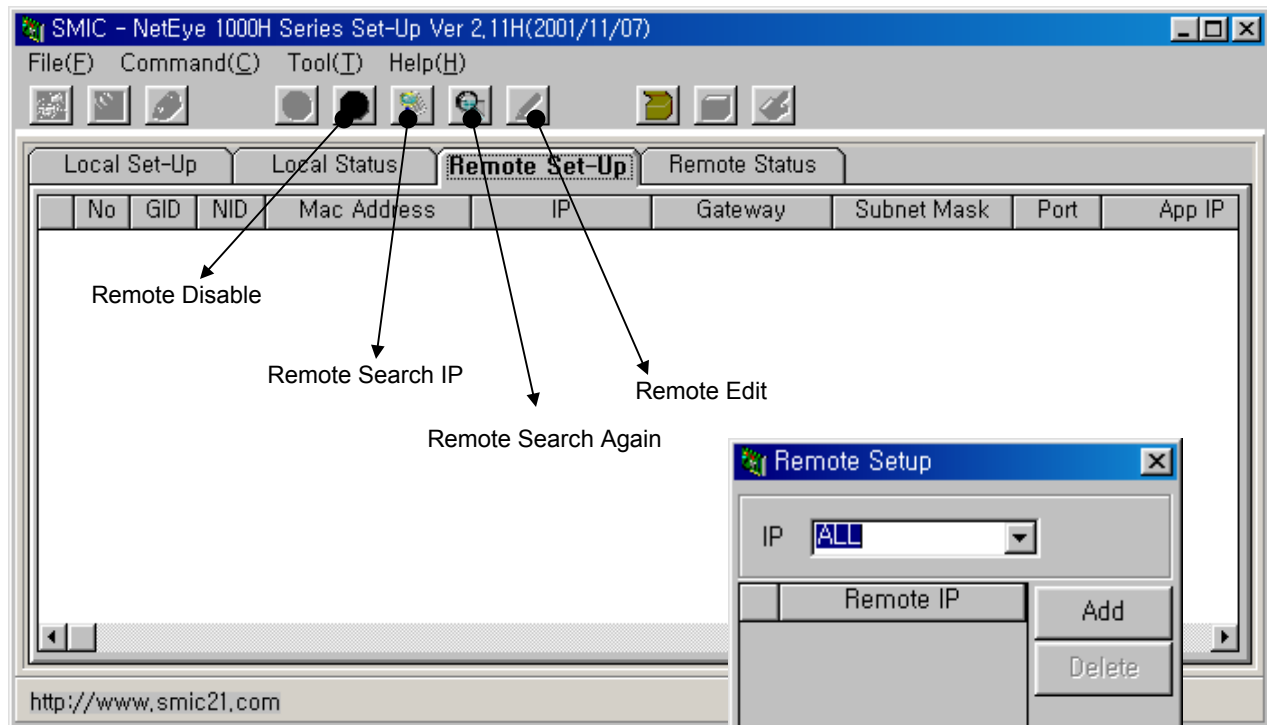 SMIC - NetEye 1000H Series Set-Up Ver 2,11H(2001/11/07)
File(F) Command(C) Tool(T) Help(H)
Local Set-Up Local Status Remote Set-Up Remote Status
No GID NID Mac Address IP Gateway Subnet Mask Port App IP
Remote Disable
Remote Search IP
Remote Edit
Remote Search Again
Remote Setup
IP ALL
Remote IP
Add
Delete
http://www,smic21,com